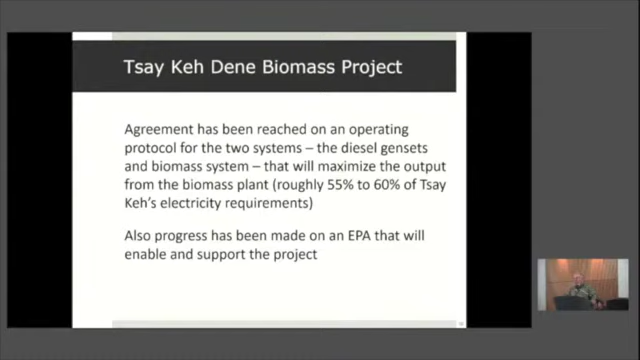 Tsay Keh Dene Biomass Project
Agreement has been reached on an operating
protocol for the two systems – the diesel gensets
and biomass system – that will maximize the output
from the biomass plant (roughly 55% to 60% of Tsay
Keh's electricity requirements)
Also progress has been made on an EPA that will
enable and support the project